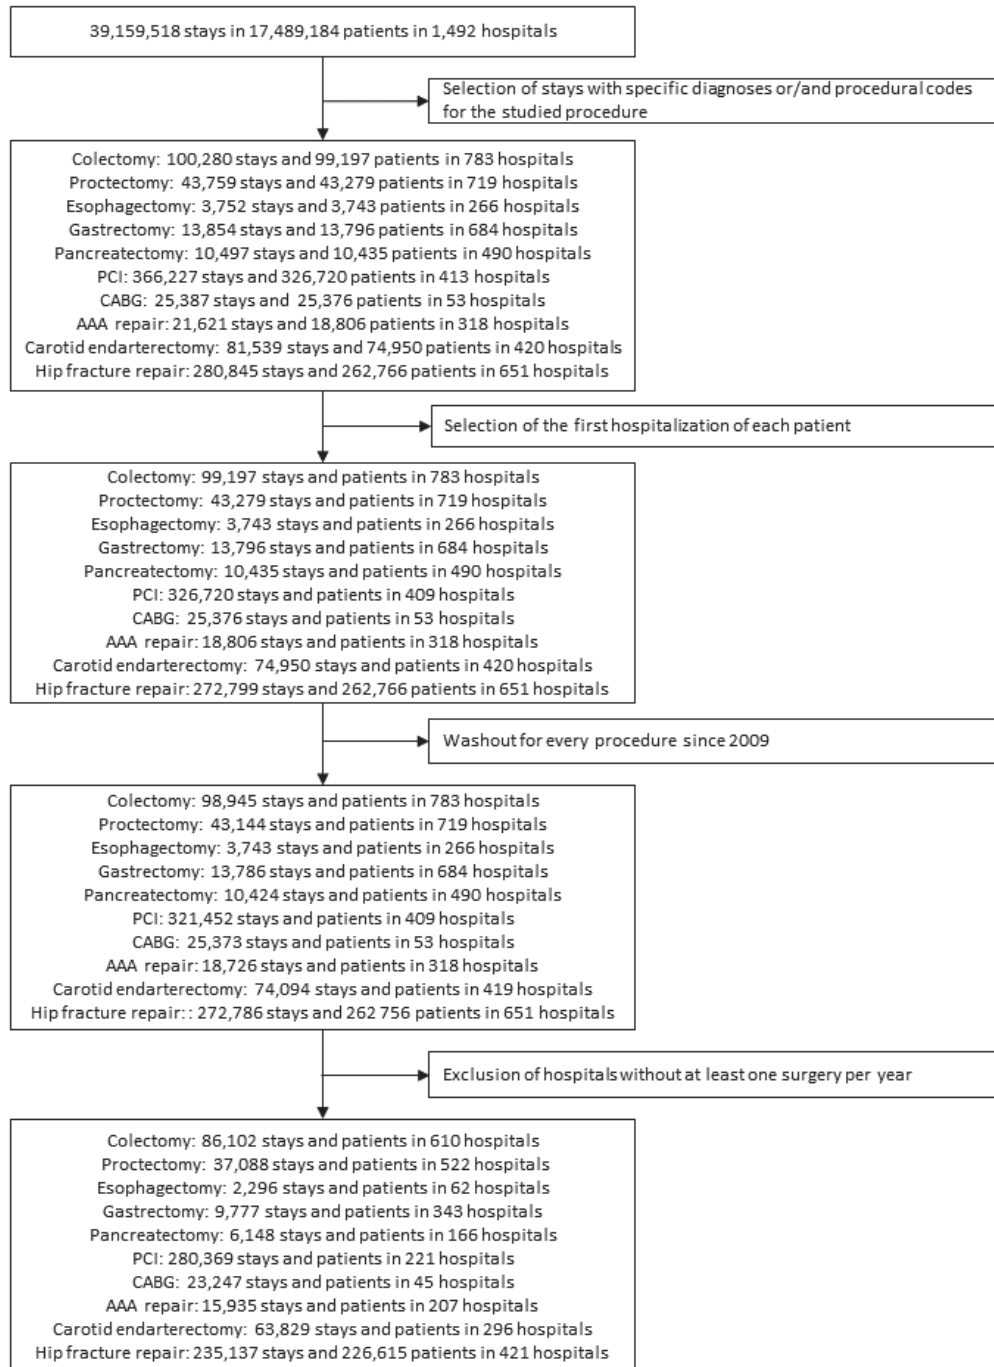 39,159,518 stays in 17,489,184 patients in 1,492 hospitals
Selection of stays with specific diagnoses or/and procedural codes
for the studied procedure
Colectomy: 100,280 stays and 99,197 patients in 783 hospitals
Proctectomy: 43,759 stays and 43,279 patients in 719 hospitals
Esophagectomy: 3,752 stays and 3,743 patients in 266 hospitals
Gastrectomy: 13,854 stays and 13,796 patients in 684 hospitals
Pancreatectomy: 10,497 stays and 10,435 patients in 490 hospitals
PCI: 366,227 stays and 326,720 patients in 413 hospitals
CABG: 25,387 stays and 25,376 patients in 53 hospitals
AAA repair: 21,621 stays and 18,806 patients in 318 hospitals
Carotid endarterectomy: 81,539 stays and 74,950 patients in 420 hospitals
Hip fracture repair: 280,845 stays and 262,766 patients in 651 hospitals
Selection of the first hospitalization of each patient
Colectomy: 99,197 stays and patients in 783 hospitals
Proctectomy: 43,279 stays and patients in 719 hospitals
Esophagectomy: 3,743 stays and patients in 266 hospitals
Gastrectomy: 13,796 stays and patients in 684 hospitals
Pancreatectomy: 10,435 stays and patients in 490 hospitals
PCI: 326,720 stays and patients in 409 hospitals
CABG: 25,376 stays and patients in 53 hospitals
AAA repair: 18,806 stays and patients in 318 hospitals
Carotid endarterectomy: 74,950 stays and patients in 420 hospitals
Hip fracture repair: 272,799 stays and 262,766 patients in 651 hospitals
Washout for every procedure since 2009
Colectomy: 98,945 stays and patients in 783 hospitals
Proctectomy: 43,144 stays and patients in 719 hospitals
Esophagectomy: 3,743 stays and patients in 266 hospitals
Gastrectomy: 13,786 stays and patients in 684 hospitals
Pancreatectomy: 10,424 stays and patients in 490 hospitals
PCI: 321,452 stays and patients in 409 hospitals
CABG: 25,373 stays and patients in 53 hospitals
AAA repair: 18,726 stays and patients in 318 hospitals
Carotid endarterectomy: 74,094 stays and patients in 419 hospitals
Hip fracture repair: : 272,786 stays and 262 756 patients in 651 hospitals
Exclusion of hospitals without at least one surgery per year
Colectomy: 86,102 stays and patients in 610 hospitals
Proctectomy: 37,088 stays and patients in 522 hospitals
Esophagectomy: 2,296 stays and patients in 62 hospitals
Gastrectomy: 9,777 stays and patients in 343 hospitals
Pancreatectomy: 6,148 stays and patients in 166 hospitals
PCI: 280,369 stays and patients in 221 hospitals
CABG: 23,247 stays and patients in 45 hospitals
AAA repair: 15,935 stays and patients in 207 hospitals
Carotid endarterectomy: 63,829 stays and patients in 296 hospitals
Hip fracture repair: 235,137 stays and 226,615 patients in 421 hospitals